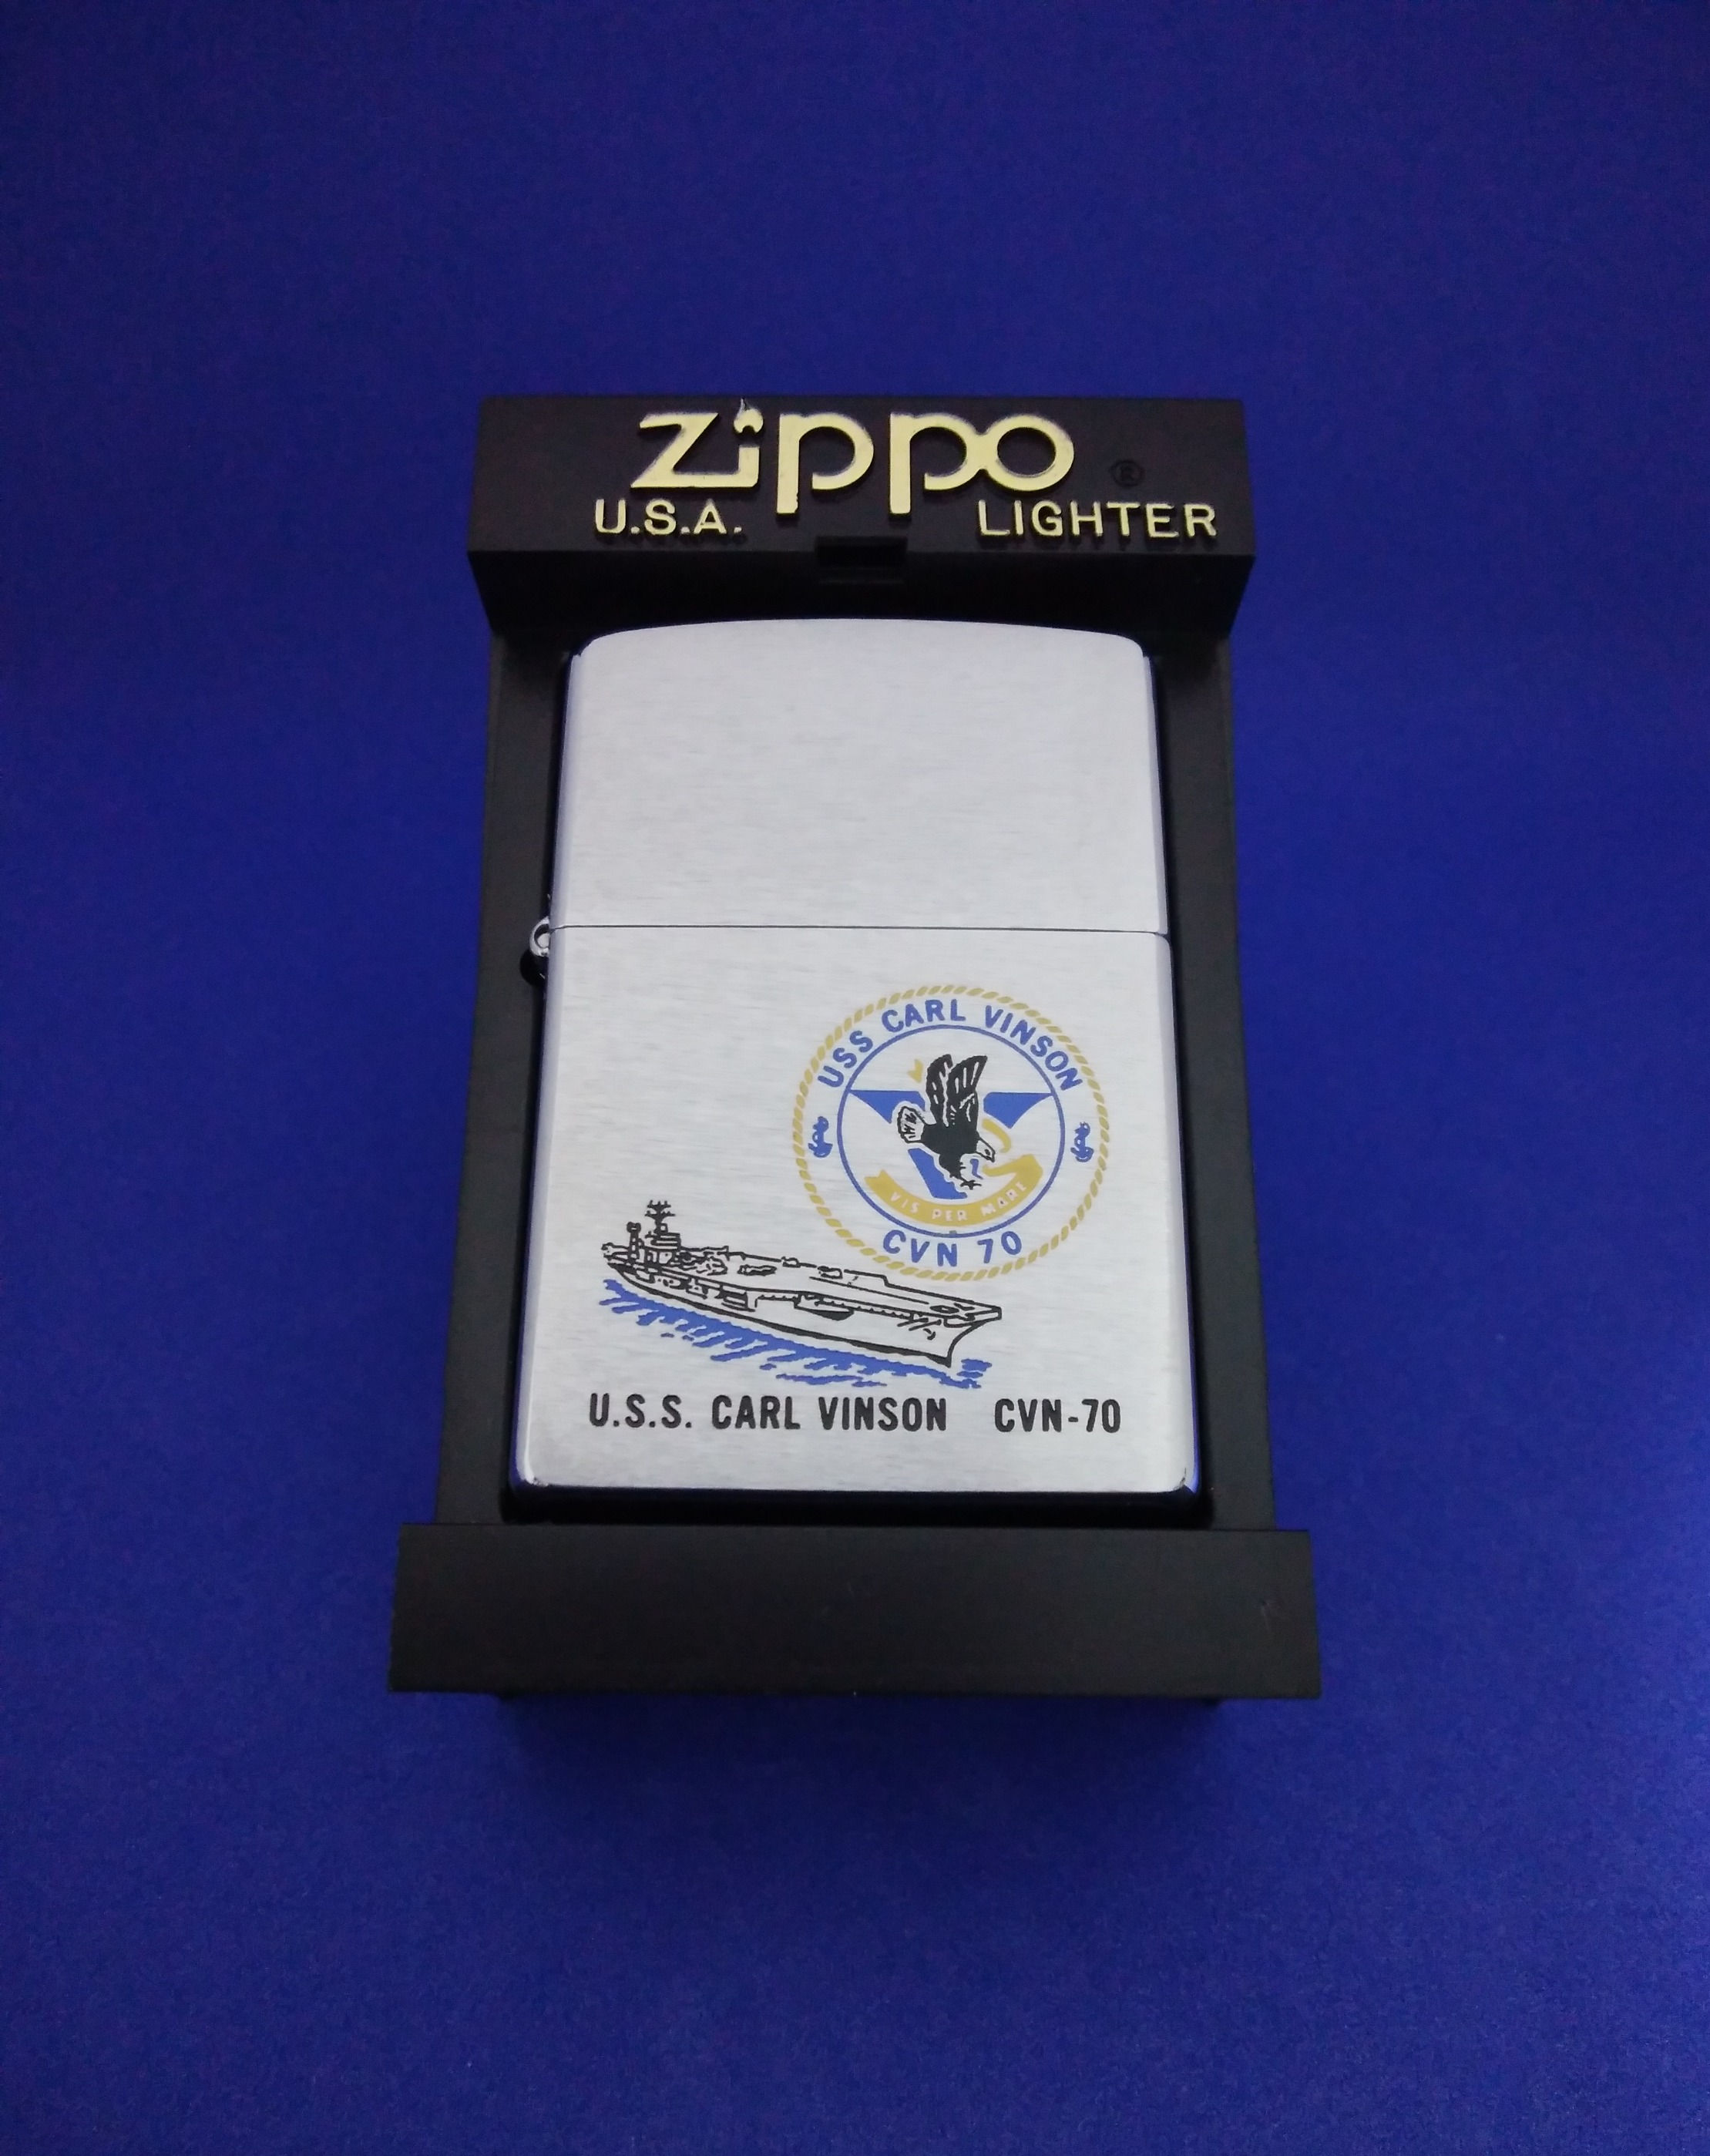 zippo ®
U.S.A. LIGHTER
USS CARL VINSON
VIS PER MARE
CVN 70
U.S.S. CARL VINSON CVN-70